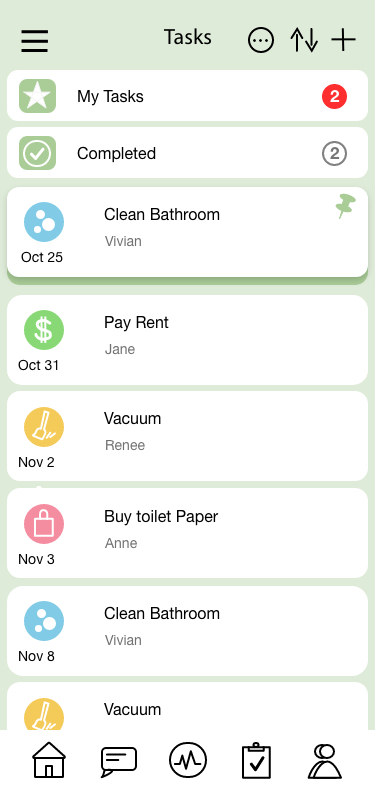 Tasks
My Tasks
2
Completed
2
Clean Bathroom
Vivian
Oct 25
Pay Rent
Jane
$
Oct 31
Vacuum
Renee
Nov 2
Buy toilet Paper
Anne
Nov 3
Clean Bathroom
Vivian
Nov 8
Vacuum